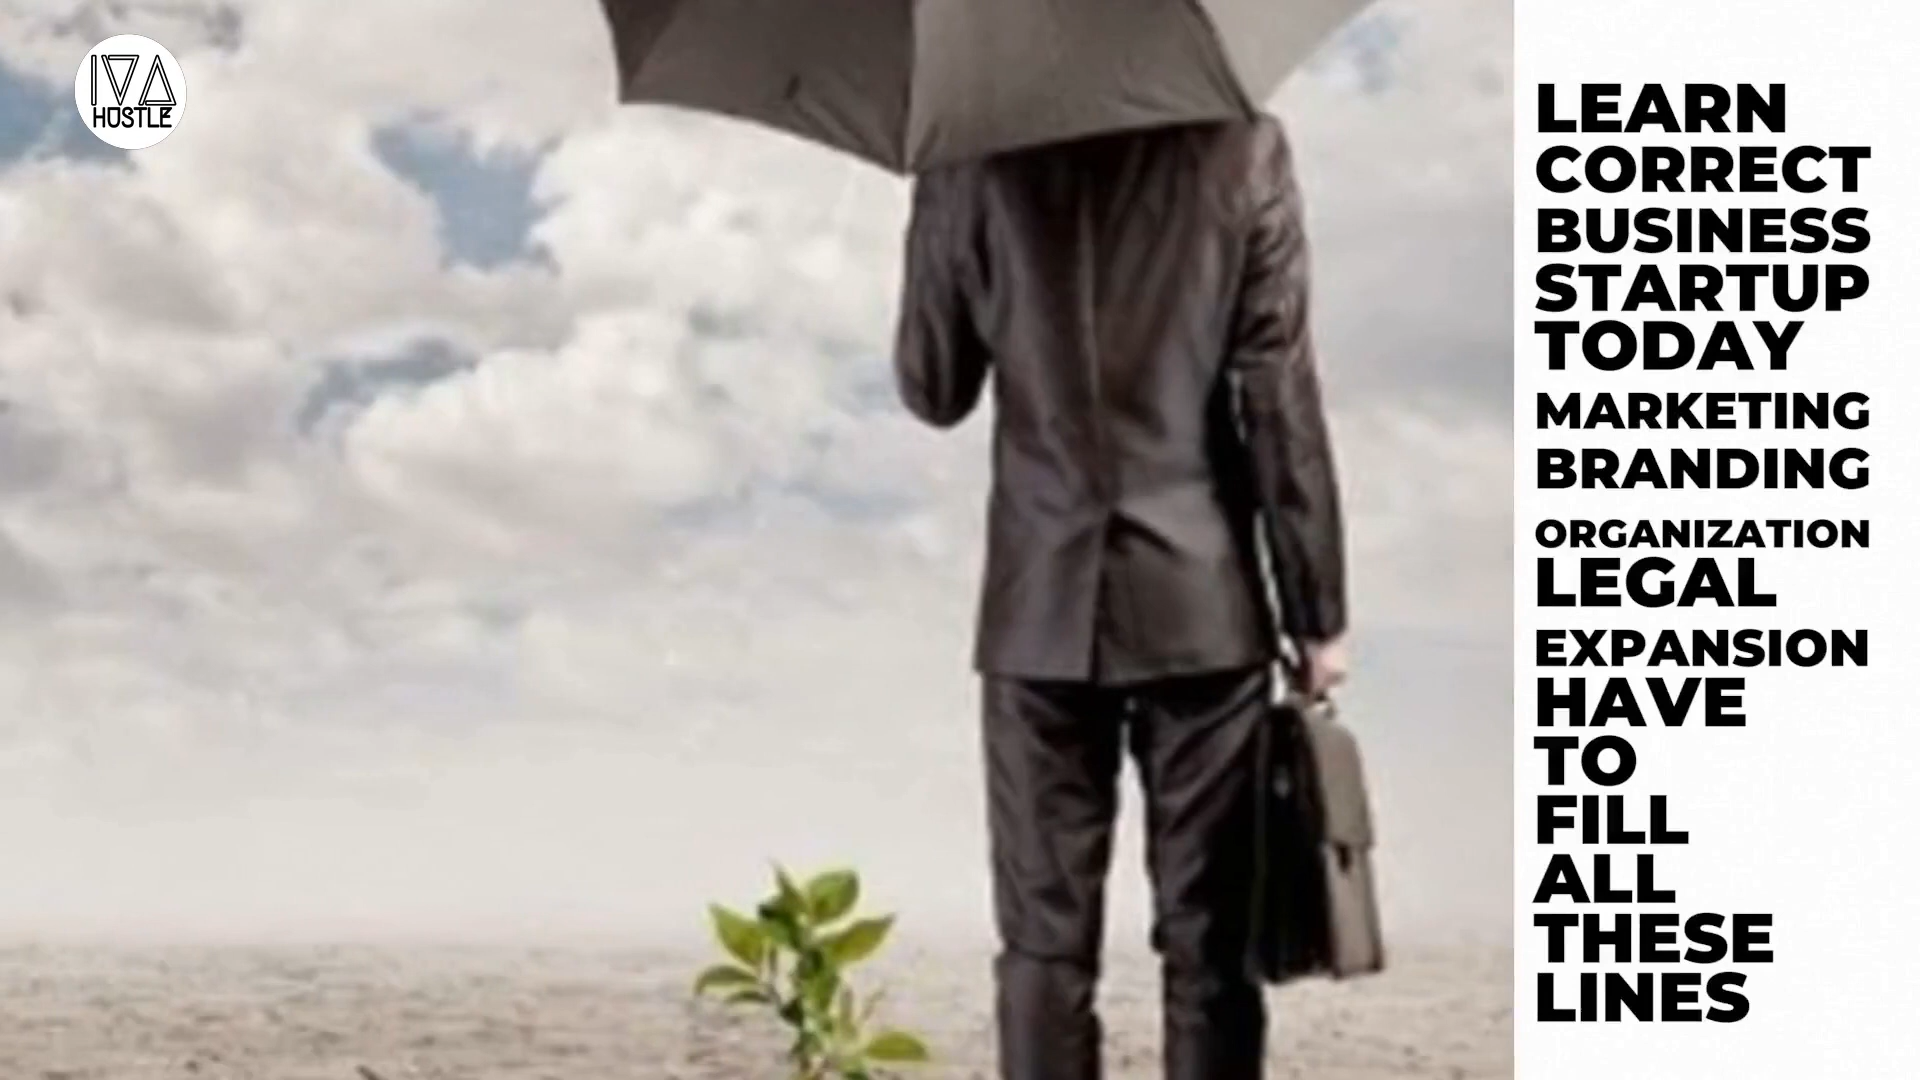 IVA
HUSTLE
LEARN
CORRECT
BUSINESS
STARTUP
TODAY
MARKETING
BRANDING
ORGANIZATION
LEGAL
EXPANSION
HAVE
TO
FILL
ALL
THESE
LINES